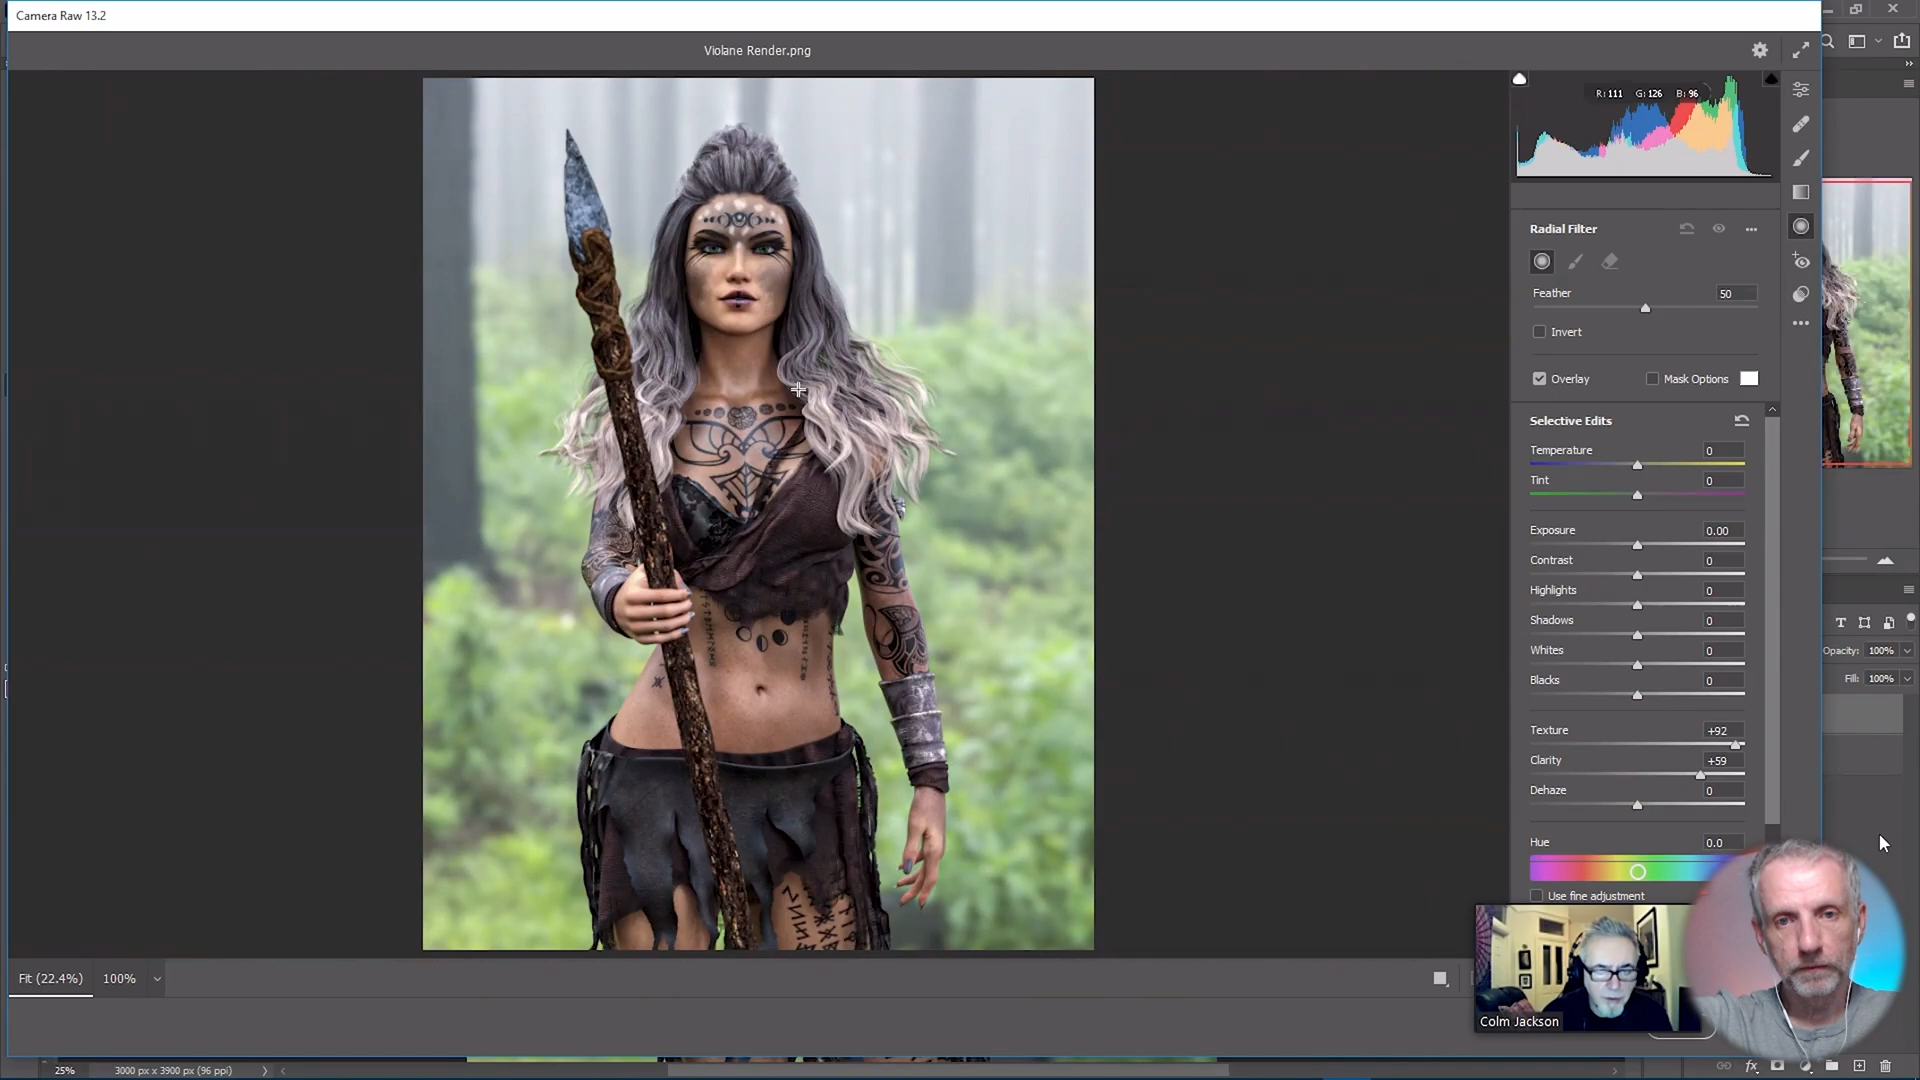 Camera Raw 13.2
Violane Render.png
R: 111 G: 126 B: 96
Radial Filter
Feather 50
Invert
Overlay Mask Options
Selective Edits
Temperature 0
Tint 0
Exposure 0.00
Contrast 0
Highlights 0
Shadows 0
Whites 0
Blacks 0
Texture +92
Clarity +59
Dehaze 0
Hue 0.0
Use fine adjustment
Opacity: 100%
Fill: 100%
Fit (22.4%) 100%
Colm Jackson
25% 3000 px x 3900 px (96 ppi)
fx